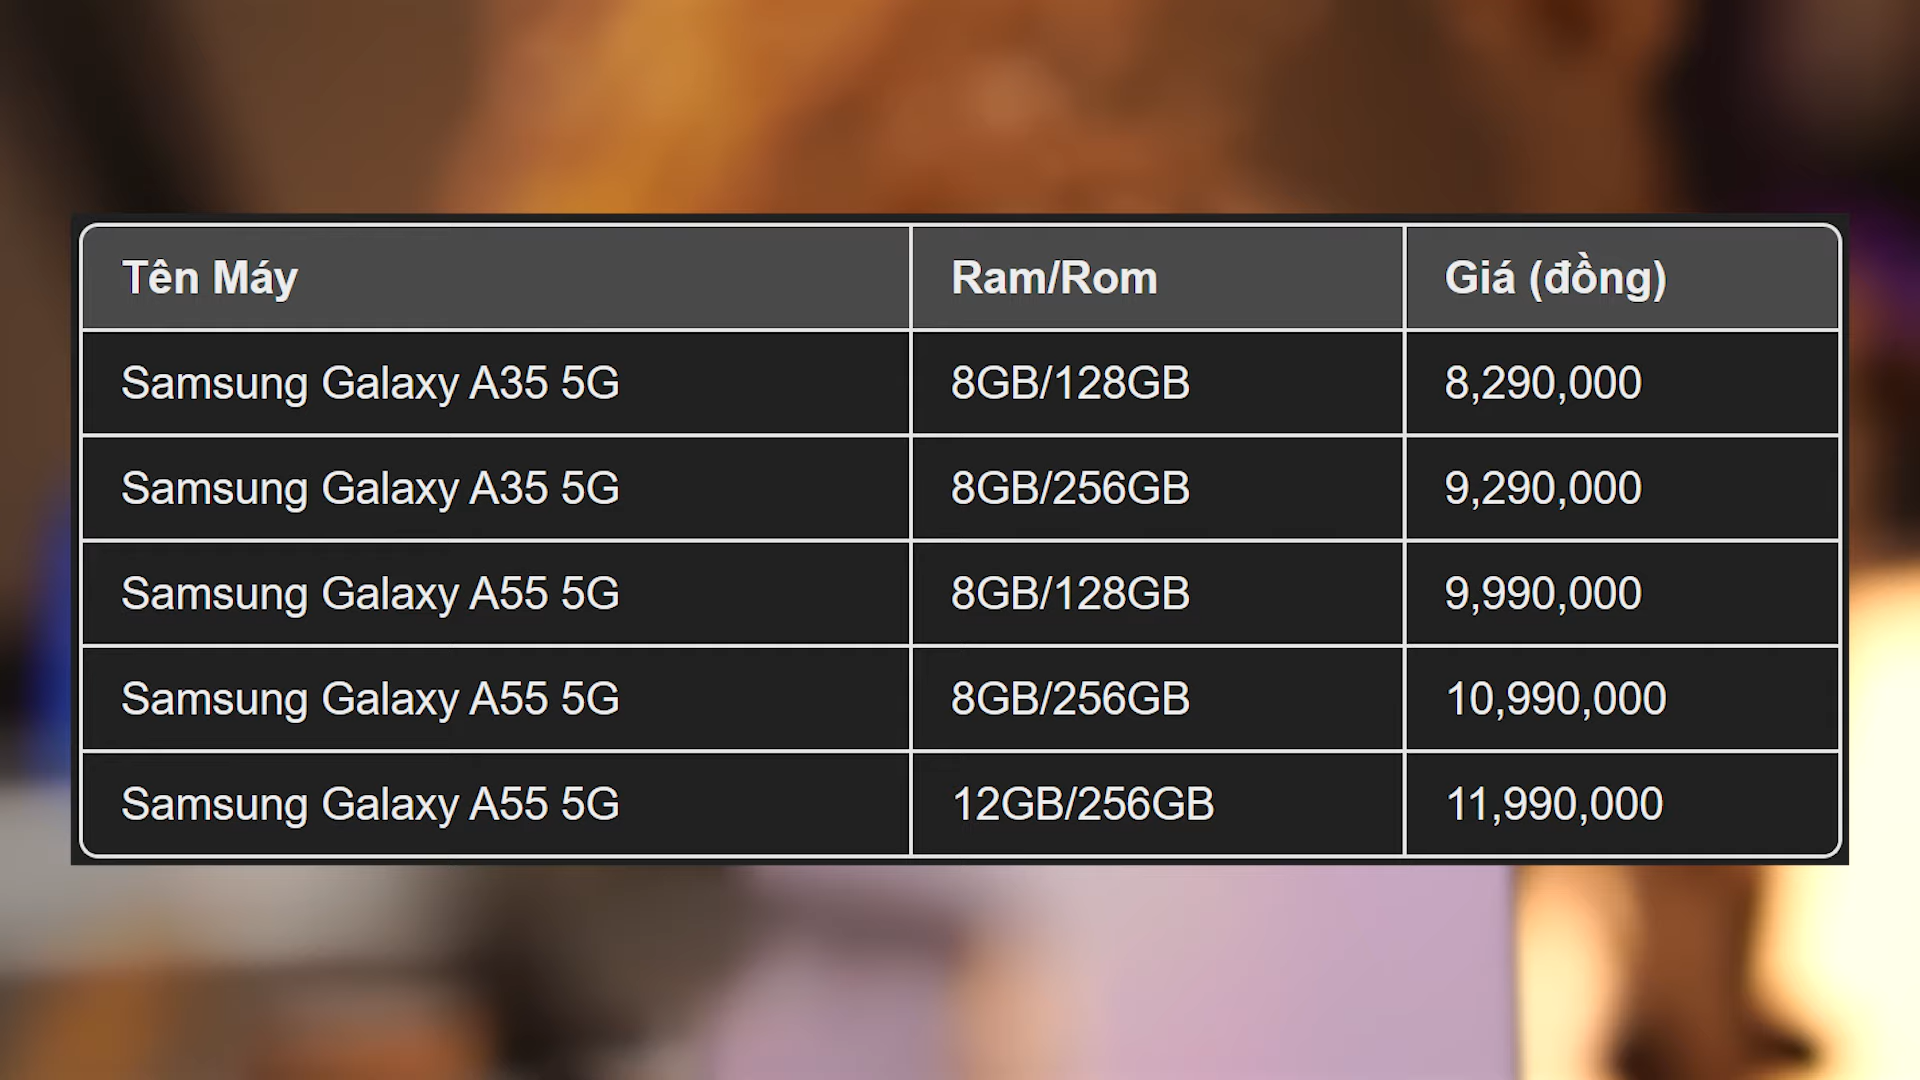 Tên Máy Ram/Rom Giá (đồng)
Samsung Galaxy A35 5G 8GB/128GB 8,290,000
Samsung Galaxy A35 5G 8GB/256GB 9,290,000
Samsung Galaxy A55 5G 8GB/128GB 9,990,000
Samsung Galaxy A55 5G 8GB/256GB 10,990,000
Samsung Galaxy A55 5G 12GB/256GB 11,990,000